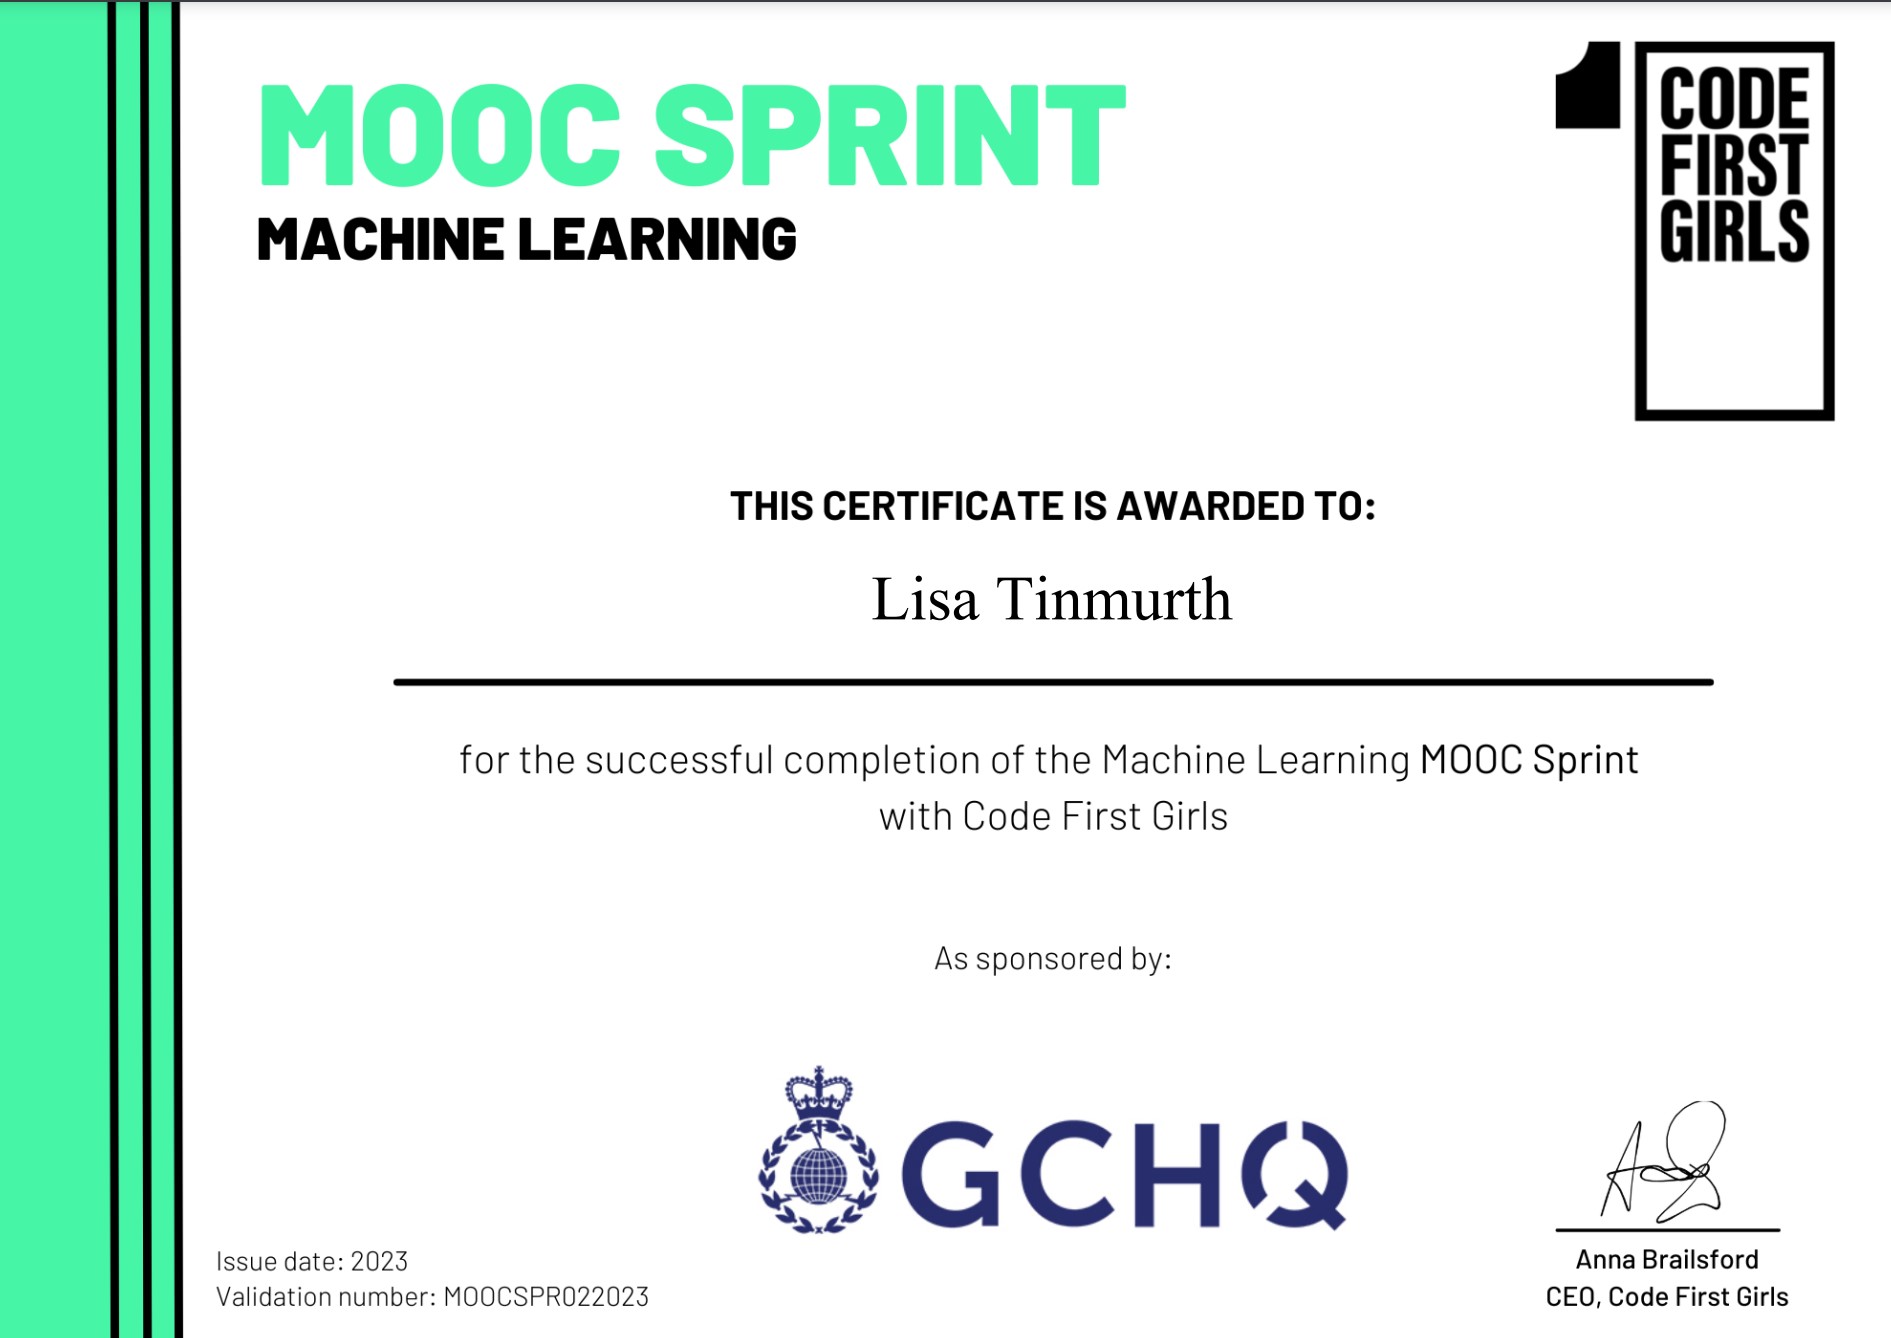 MOOC SPRINT
MACHINE LEARNING
CODE
FIRST
GIRLS
THIS CERTIFICATE IS AWARDED TO:
Lisa Tinmurth
for the successful completion of the Machine Learning MOOC Sprint
with Code First Girls
As sponsored by:
GCHQ
Issue date: 2023
Validation number: MOOCSPR022023
Anna Brailsford
CEO, Code First Girls